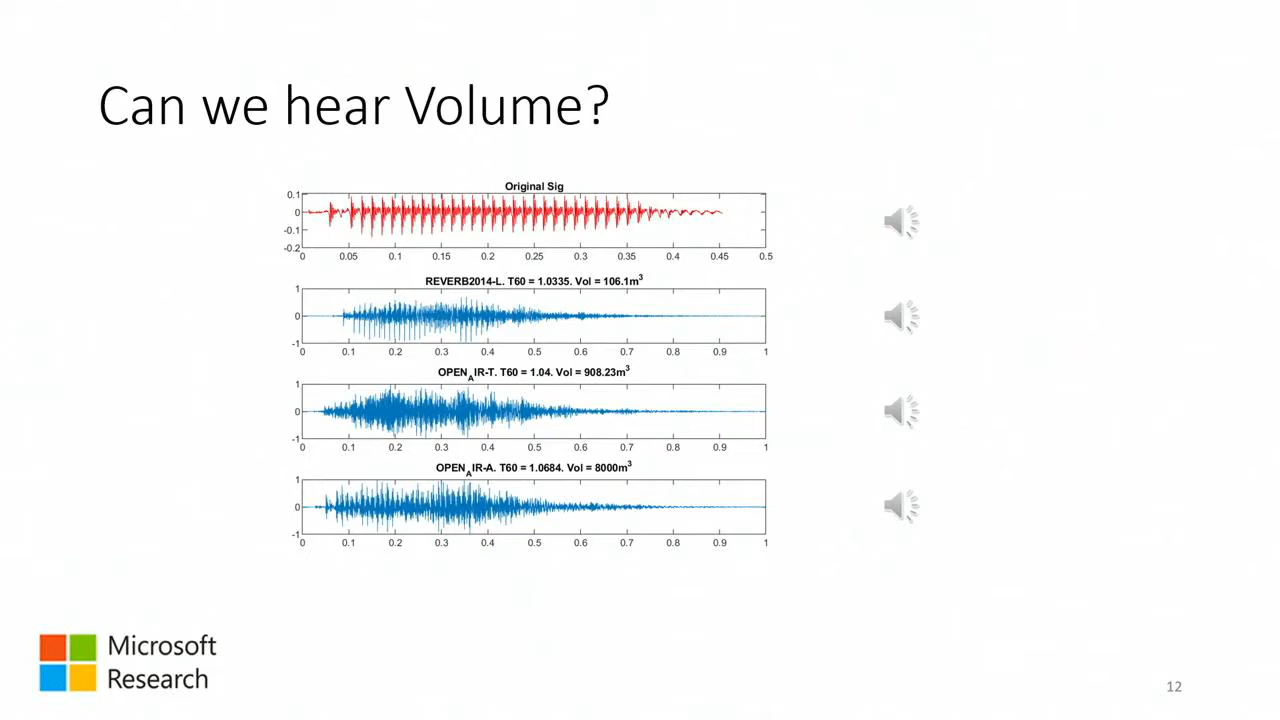 Can we hear Volume?
Original Sig
0.1
0
-0.1
-0.2
0 0.05 0.1 0.15 0.2 0.25 0.3 0.35 0.4 0.45 0.5
REVERB2014-L. T60 = 1.0335. Vol = 106.1m³
1
0
-1
0 0.1 0.2 0.3 0.4 0.5 0.6 0.7 0.8 0.9 1
OPEN_AIR-T. T60 = 1.04. Vol = 908.23m³
1
0
-1
0 0.1 0.2 0.3 0.4 0.5 0.6 0.7 0.8 0.9 1
OPEN_AIR-A. T60 = 1.0684. Vol = 8000m³
1
0
-1
0 0.1 0.2 0.3 0.4 0.5 0.6 0.7 0.8 0.9 1
Microsoft
Research
12